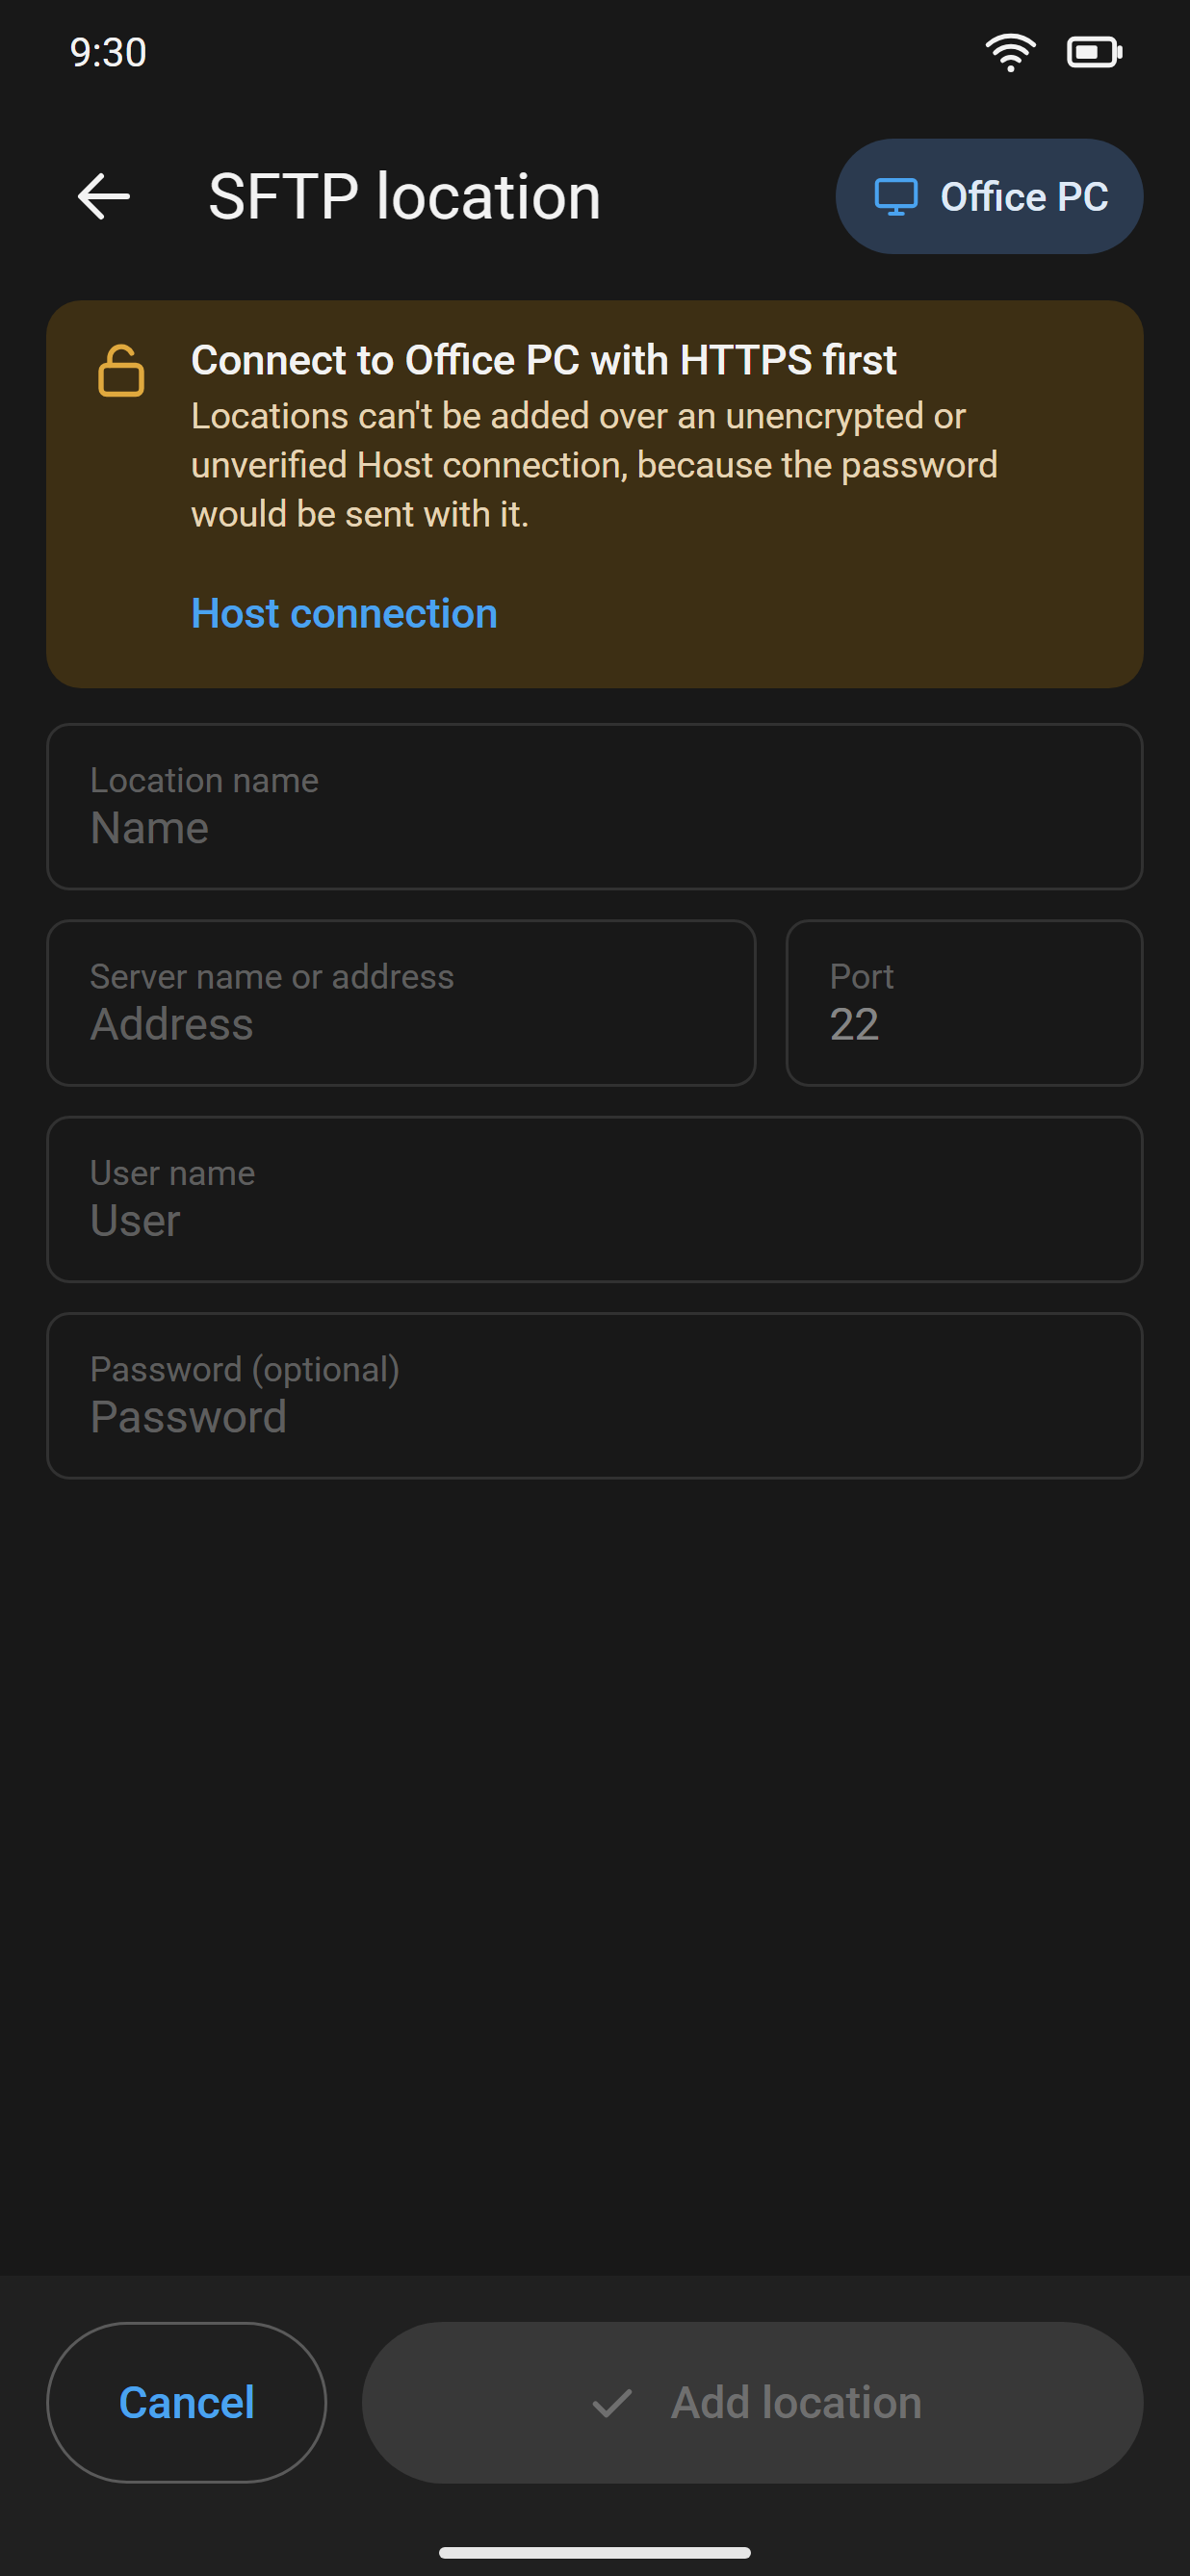 9:30
SFTP location
Office PC
Connect to Office PC with HTTPS first
Locations can't be added over an unencrypted or
unverified Host connection, because the password
would be sent with it.
Host connection
Location name
Name
Server name or address
Address
Port
22
User name
User
Password (optional)
Password
Cancel
Add location